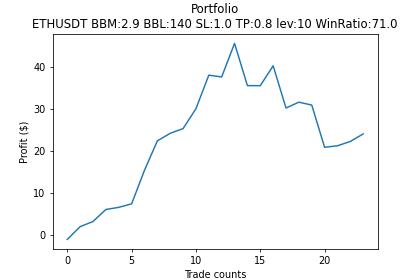 Portfolio
ETHUSDT BBM:2.9 BBL:140 SL:1.0 TP:0.8 lev:10 WinRatio:71.0
Profit ($)
40
30
20
10
0
0 5 10 15 20
Trade counts